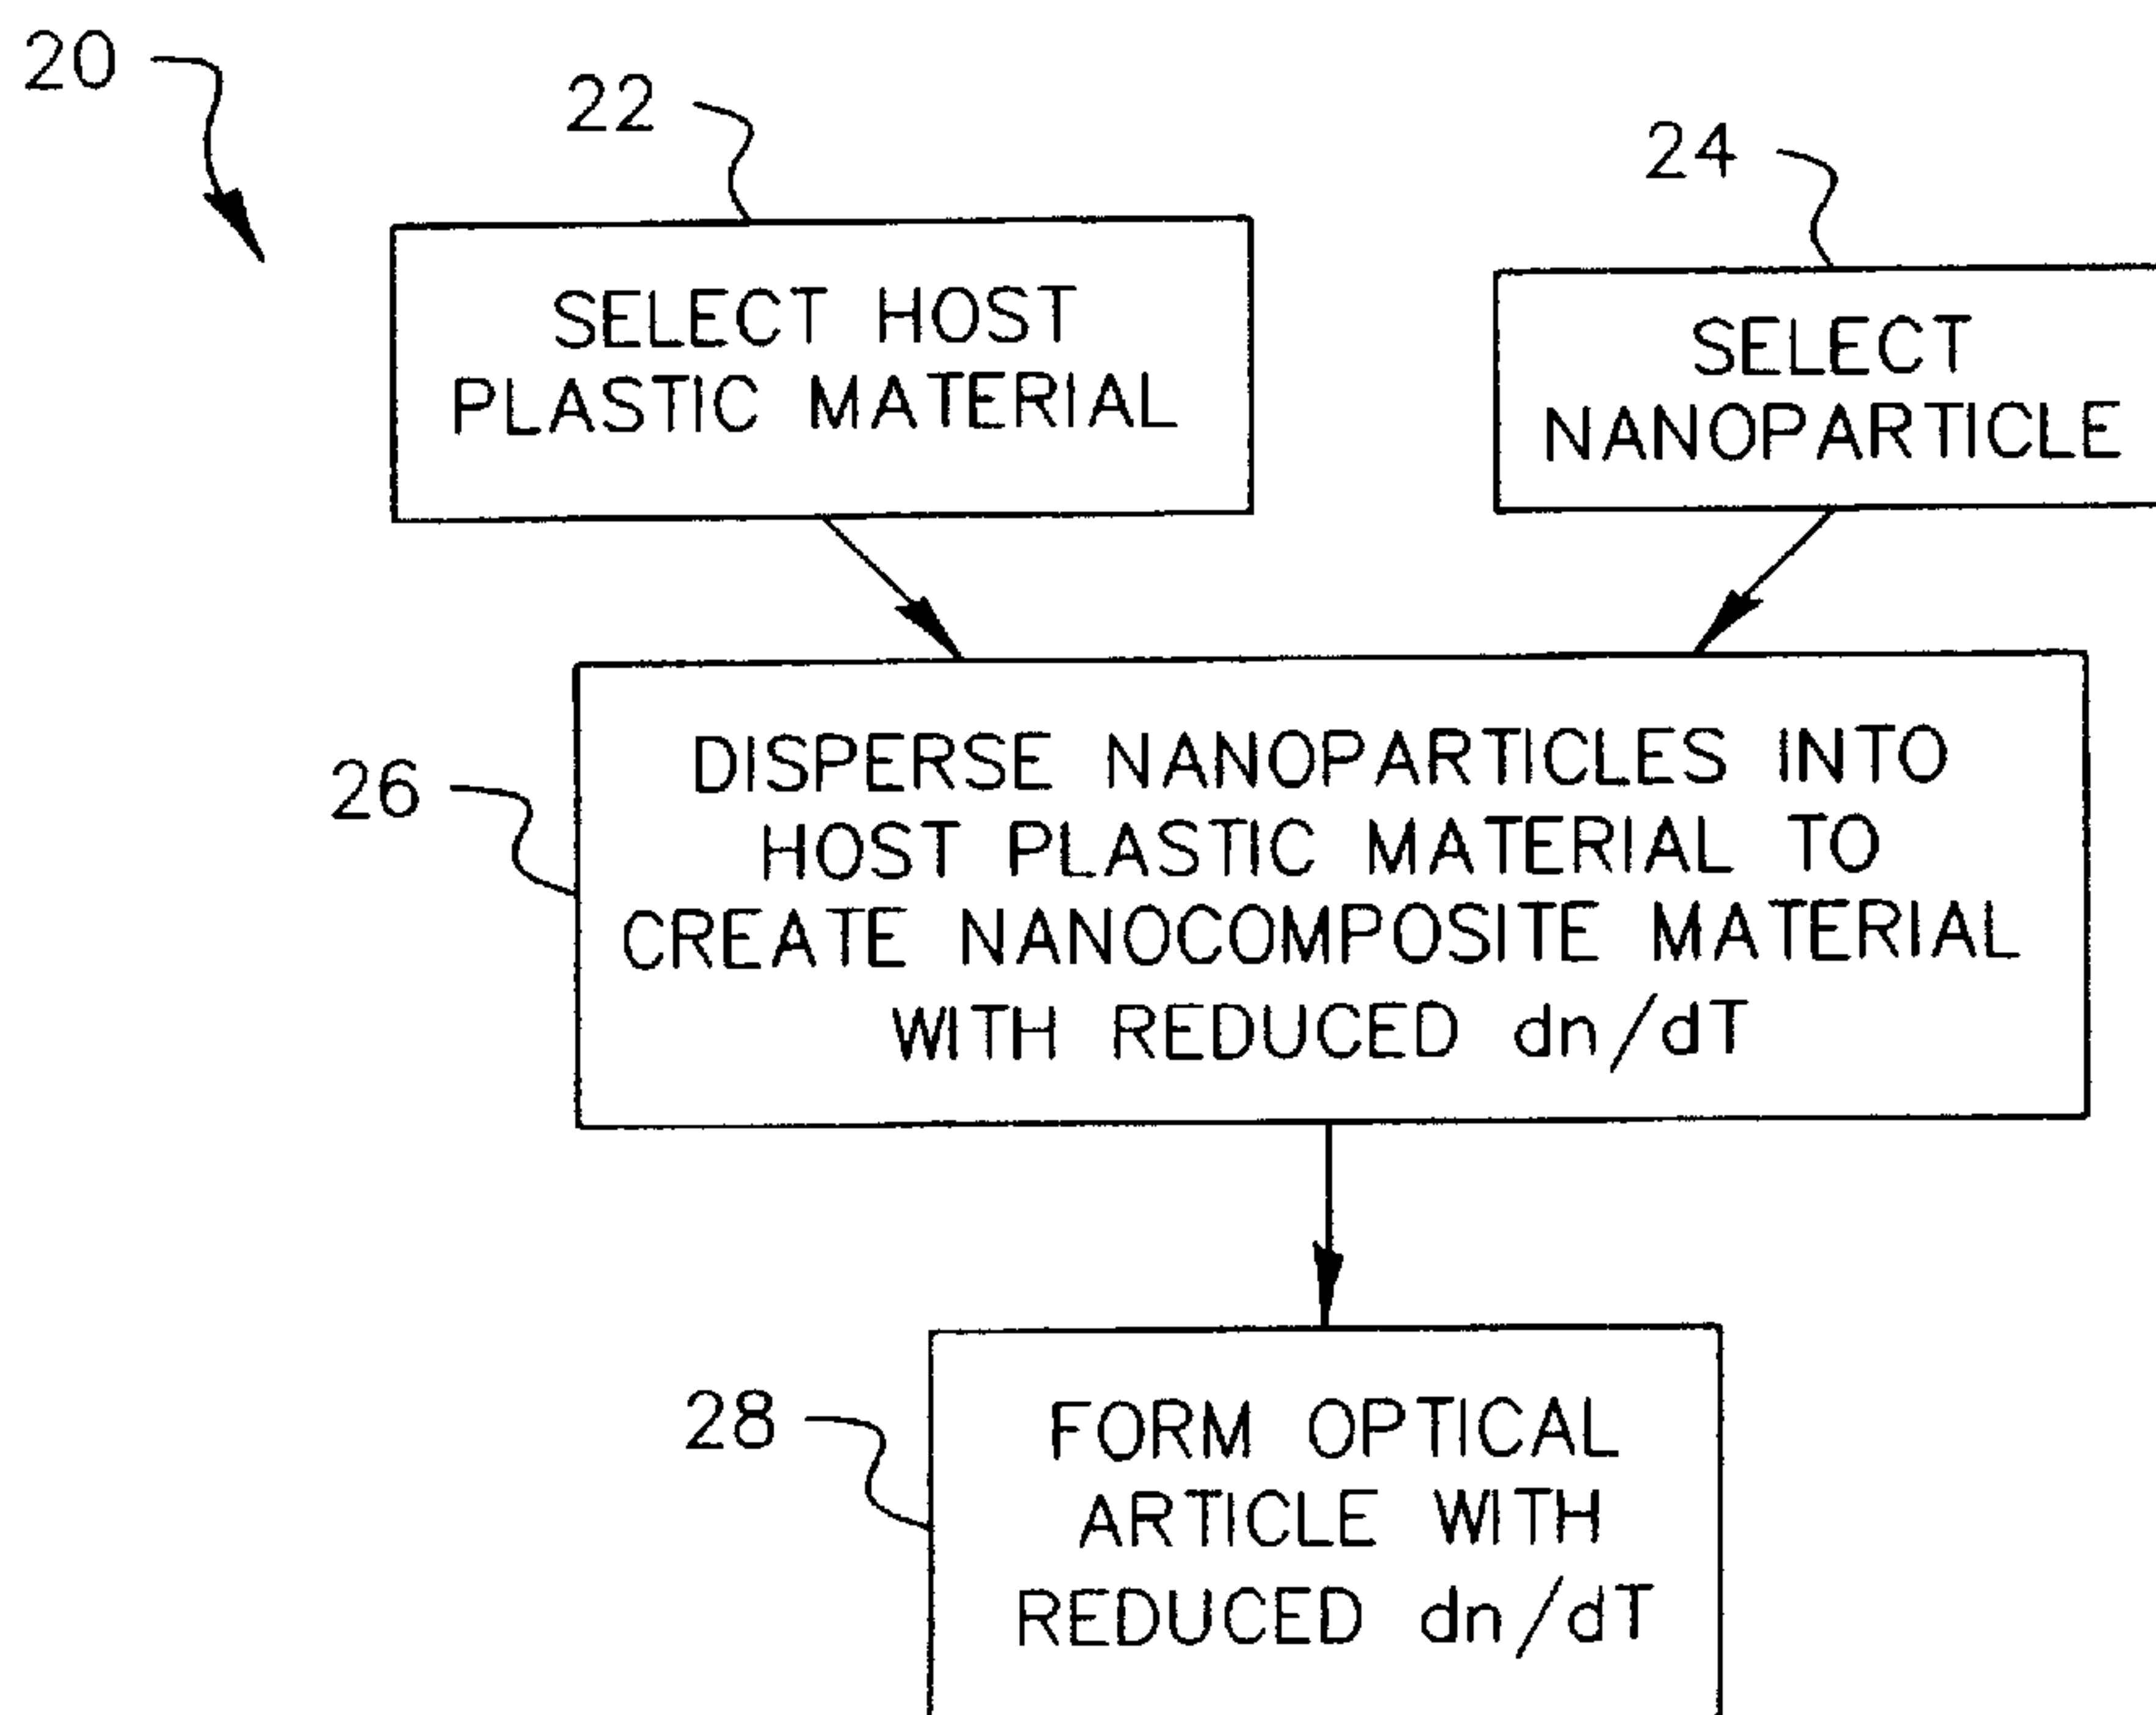 20
22
24
SELECT HOST
PLASTIC MATERIAL
SELECT
NANOPARTICLE
26
DISPERSE NANOPARTICLES INTO
HOST PLASTIC MATERIAL TO
CREATE NANOCOMPOSITE MATERIAL
WITH REDUCED dn/dT
28
FORM OPTICAL
ARTICLE WITH
REDUCED dn/dT